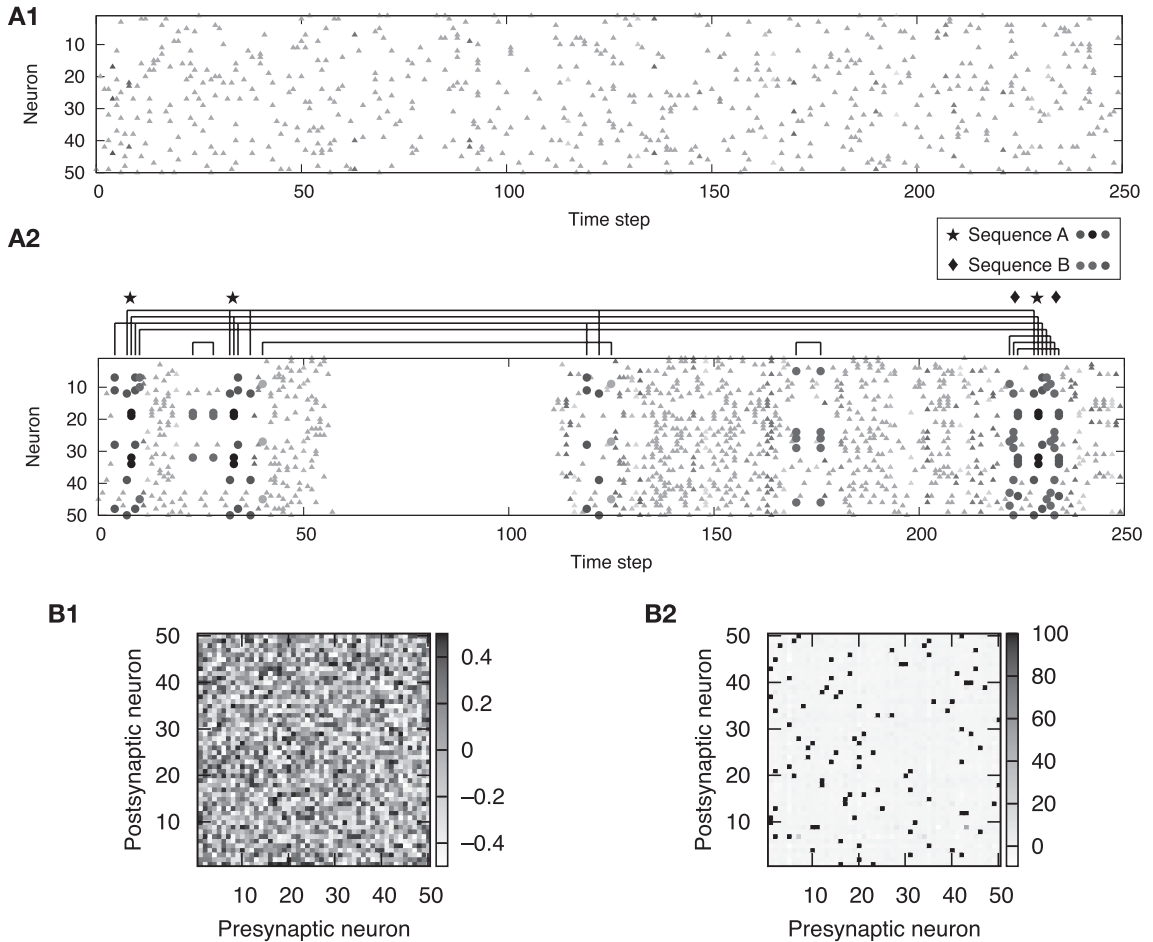 A1
Neuron
10
20
30
40
50
0 50 100 150 200 250
Time step
A2
★ Sequence A
♦ Sequence B
Neuron
10
20
30
40
50
0 50 100 150 200 250
Time step
B1
Postsynaptic neuron
50
40
30
20
10
10 20 30 40 50
Presynaptic neuron
0.4
0.2
0
−0.2
−0.4
B2
Postsynaptic neuron
50
40
30
20
10
10 20 30 40 50
Presynaptic neuron
100
80
60
40
20
0